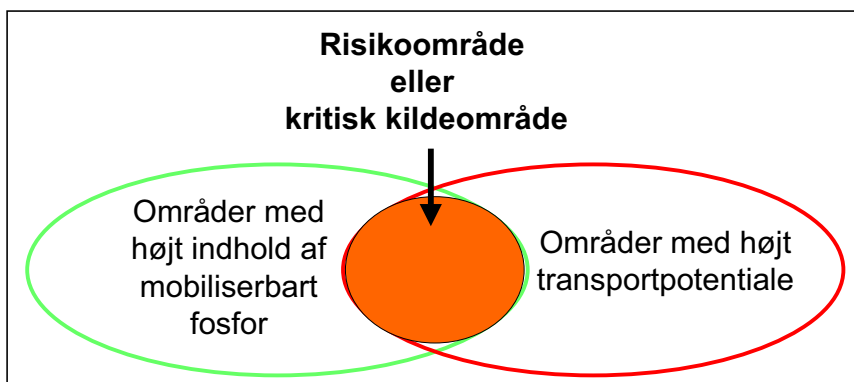 Risikoområde
eller
kritisk kildeområde
Områder med
højt indhold af
mobiliserbart
fosfor
Områder med højt
transportpotentiale